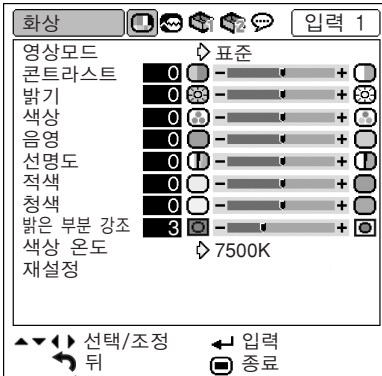 화상 입력 1
영상모드 표준
콘트라스트 0 - +
밝기 0 - +
색상 0 - +
음영 0 - +
선명도 0 - +
적색 0 - +
청색 0 - +
밝은 부분 강조 3 - +
색상 온도 7500K
재설정
선택/조정 입력
뒤 종료